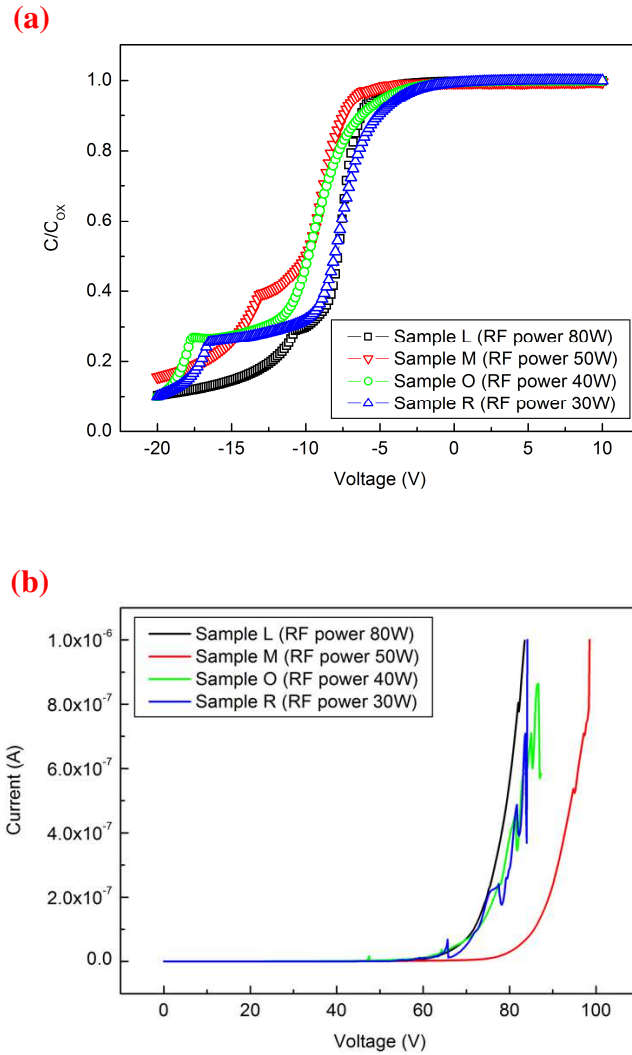 (a)
1.0
0.8
0.6
0.4
0.2
0.0
C/C_OX
Sample L (RF power 80W)
Sample M (RF power 50W)
Sample O (RF power 40W)
Sample R (RF power 30W)
-20 -15 -10 -5 0 5 10
Voltage (V)
(b)
Sample L (RF power 80W)
Sample M (RF power 50W)
Sample O (RF power 40W)
Sample R (RF power 30W)
1.0x10^-6
8.0x10^-7
6.0x10^-7
4.0x10^-7
2.0x10^-7
0.0
Current (A)
0 20 40 60 80 100
Voltage (V)